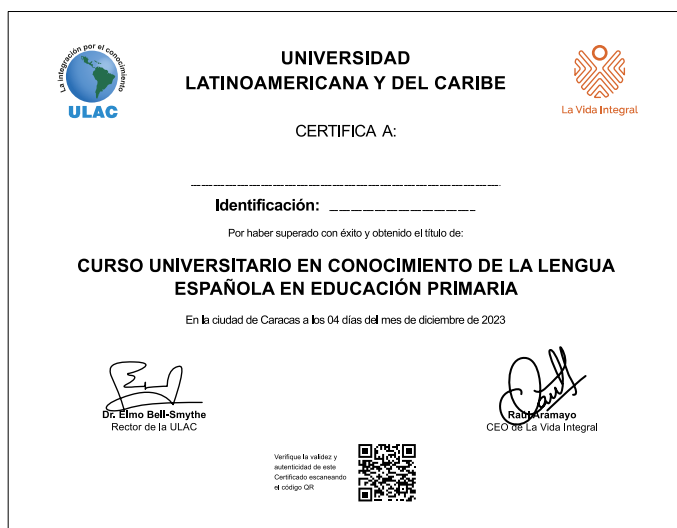 La integración por el conocimiento
ULAC
UNIVERSIDAD
LATINOAMERICANA Y DEL CARIBE
La Vida Integral
CERTIFICA A:
Identificación:
Por haber superado con éxito y obtenido el título de:
CURSO UNIVERSITARIO EN CONOCIMIENTO DE LA LENGUA
ESPAÑOLA EN EDUCACIÓN PRIMARIA
En la ciudad de Caracas a los 04 días del mes de diciembre de 2023
Dr. Elmo Bell-Smythe
Rector de la ULAC
Raúl Aramayo
CEO de La Vida Integral
Verifique la validez y
autenticidad de este
Certificado escaneando
el código QR